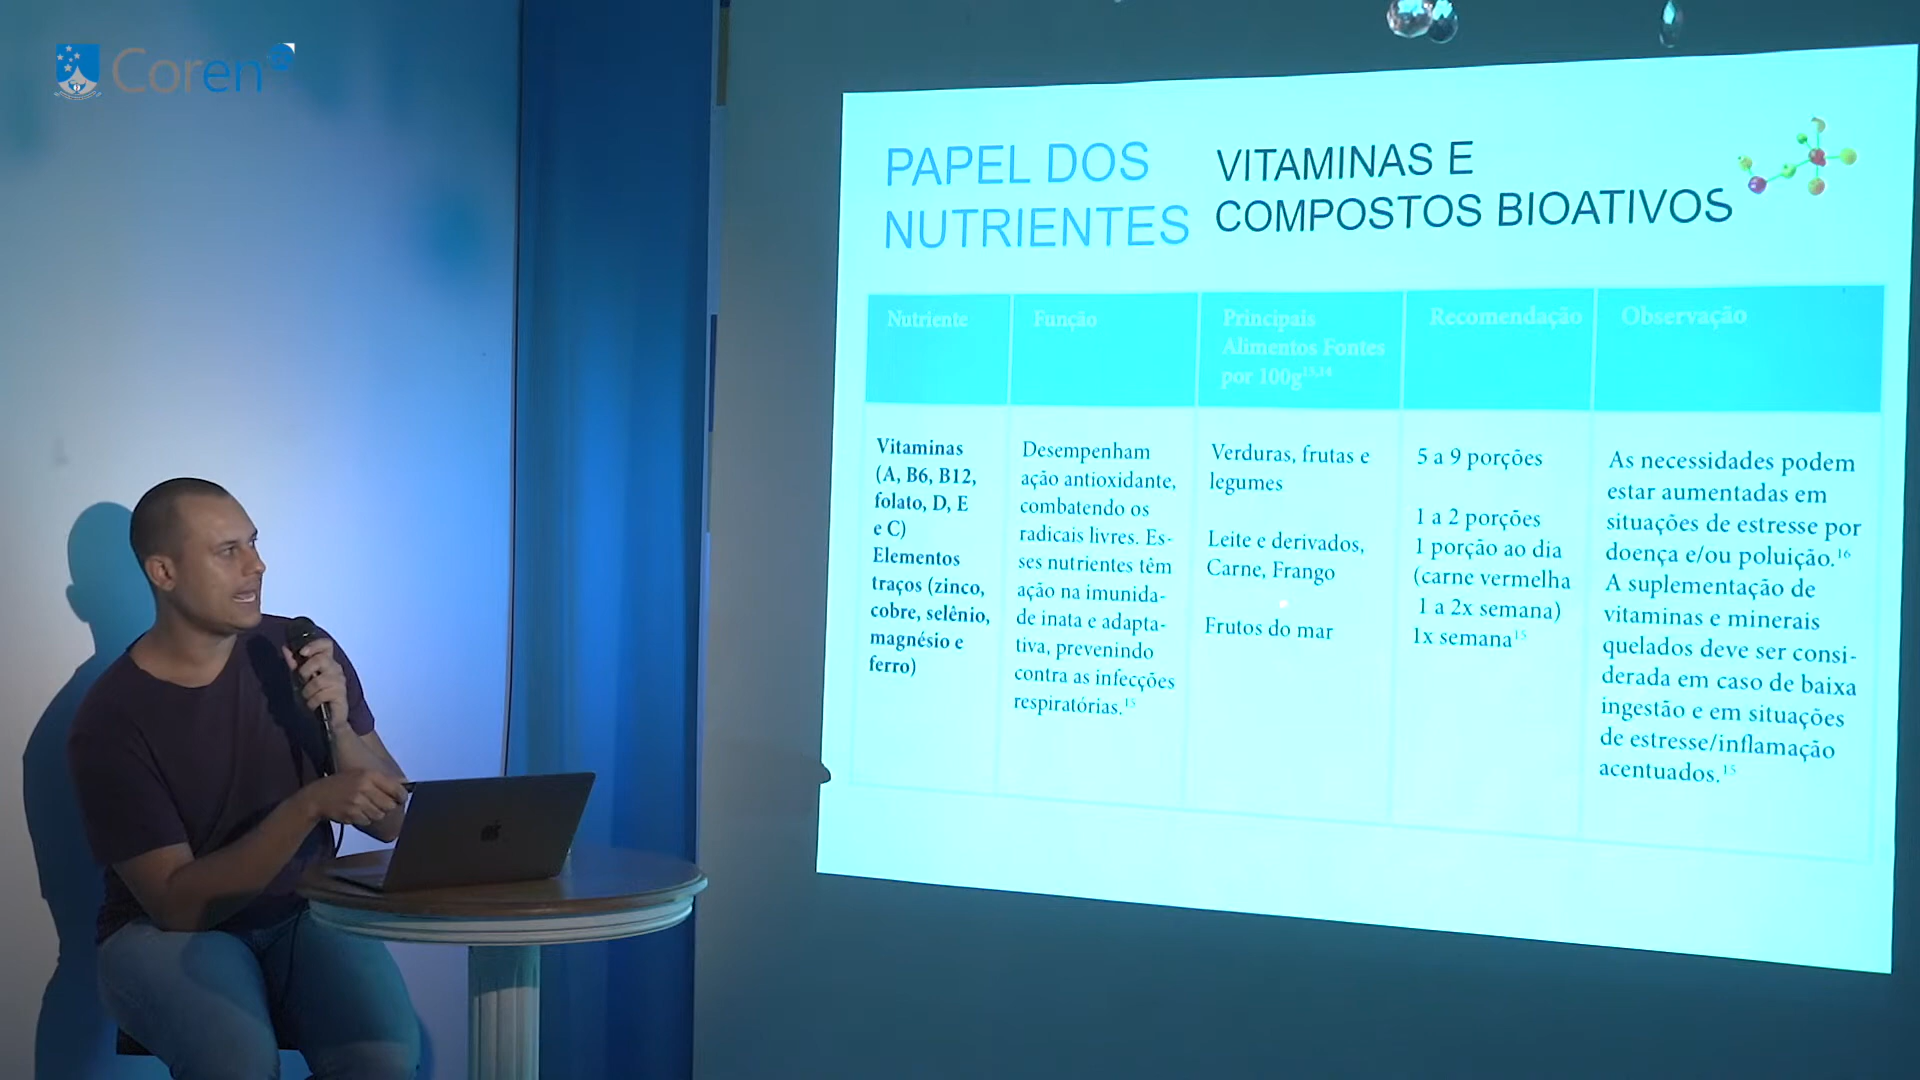 Coren
PAPEL DOS
NUTRIENTES
VITAMINAS E
COMPOSTOS BIOATIVOS
Nutriente
Função
Principais
Alimentos Fontes
por 100g¹³,¹⁴
Recomendação
Observação
Vitaminas
(A, B6, B12,
folato, D, E
e C)
Elementos
traços (zinco,
cobre, selênio,
magnésio e
ferro)
Desempenham
ação antioxidante,
combatendo os
radicais livres. Es-
ses nutrientes têm
ação na imunida-
de inata e adapta-
tiva, prevenindo
contra as infecções
respiratórias.¹⁵
Verduras, frutas e
legumes
Leite e derivados,
Carne, Frango
Frutos do mar
5 a 9 porções
1 a 2 porções
1 porção ao dia
(carne vermelha
1 a 2x semana)
1x semana¹⁵
As necessidades podem
estar aumentadas em
situações de estresse por
doença e/ou poluição.¹⁶
A suplementação de
vitaminas e minerais
quelados deve ser consi-
derada em caso de baixa
ingestão e em situações
de estresse/inflamação
acentuados.¹⁵